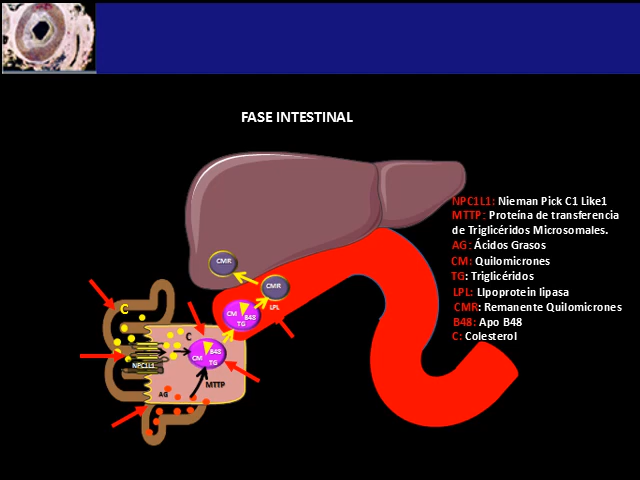 FASE INTESTINAL
NPC1L1: Nieman Pick C1 Like1
MTTP: Proteína de transferencia
de Triglicéridos Microsomales.
AG: Ácidos Grasos
CM: Quilomicrones
TG: Triglicéridos
LPL: LIpoprotein lipasa
CMR: Remanente Quilomicrones
B48: Apo B48
C: Colesterol
CMR
CMR
LPL
CM B48
TG
C
C
CM B48
TG
NPC1L1
MTTP
AG